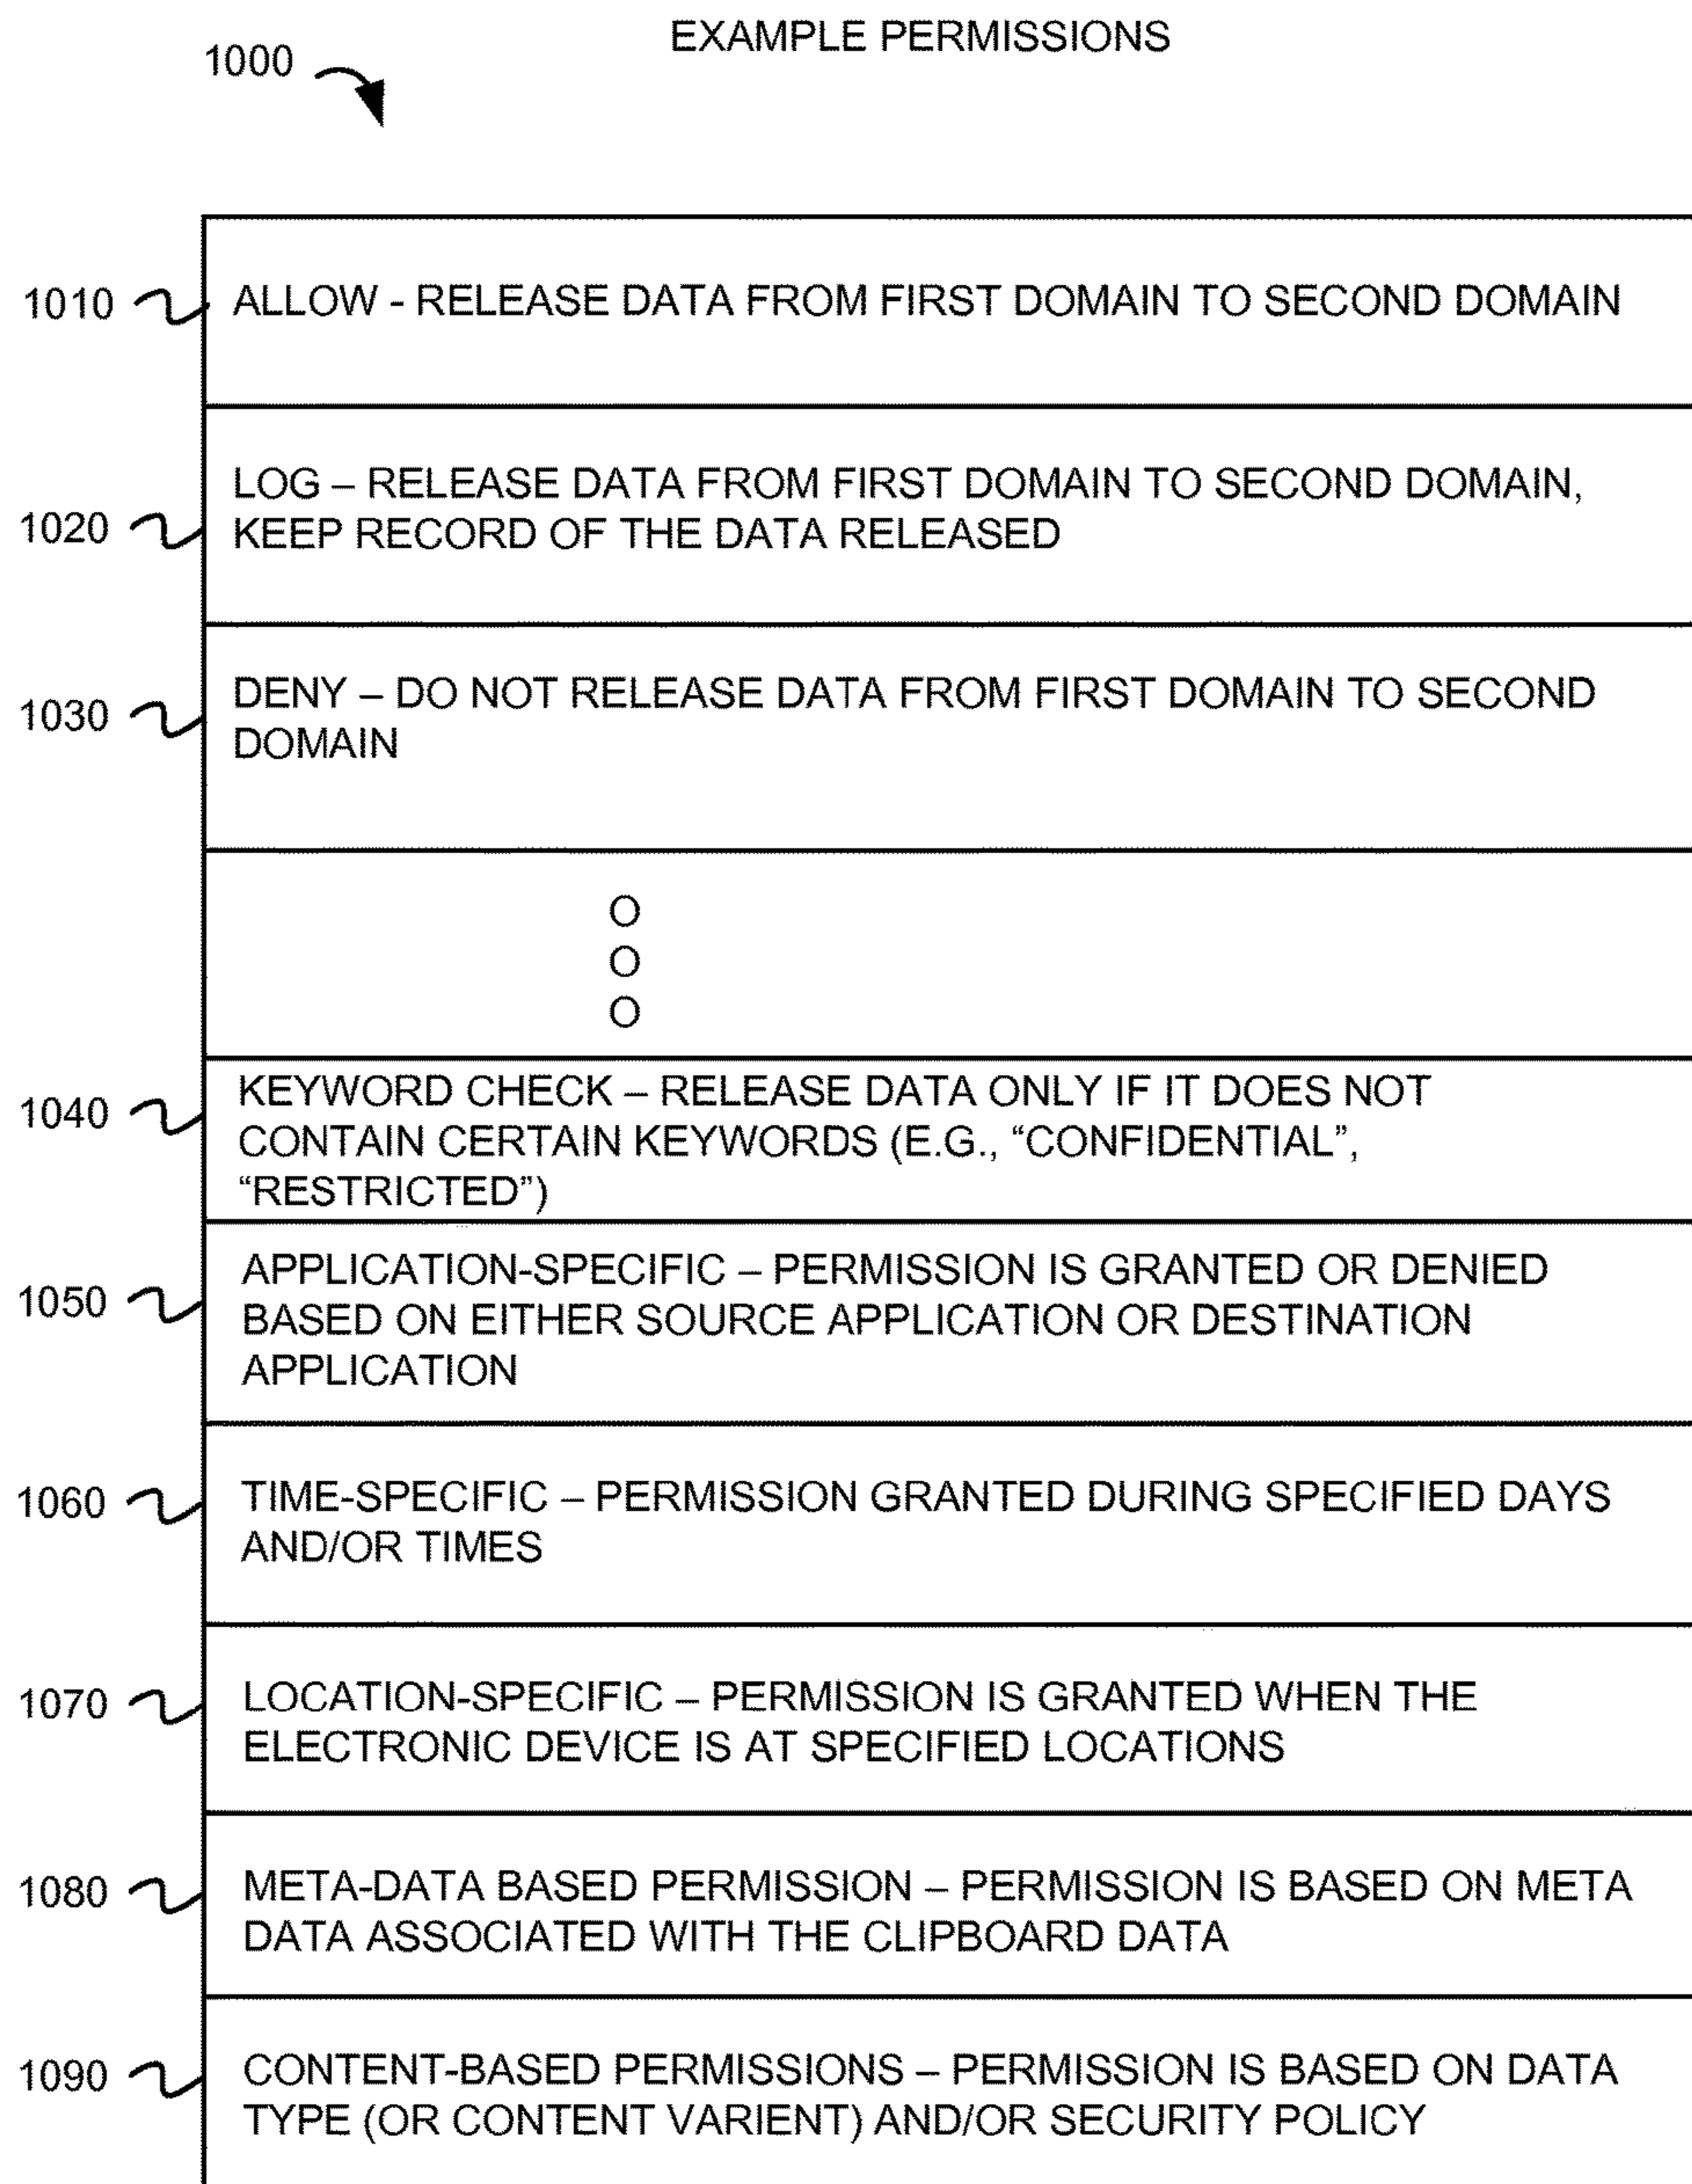 EXAMPLE PERMISSIONS
1000
1010
ALLOW - RELEASE DATA FROM FIRST DOMAIN TO SECOND DOMAIN
1020
LOG – RELEASE DATA FROM FIRST DOMAIN TO SECOND DOMAIN,
KEEP RECORD OF THE DATA RELEASED
1030
DENY – DO NOT RELEASE DATA FROM FIRST DOMAIN TO SECOND
DOMAIN
O
O
O
1040
KEYWORD CHECK – RELEASE DATA ONLY IF IT DOES NOT
CONTAIN CERTAIN KEYWORDS (E.G., “CONFIDENTIAL”,
“RESTRICTED”)
1050
APPLICATION-SPECIFIC – PERMISSION IS GRANTED OR DENIED
BASED ON EITHER SOURCE APPLICATION OR DESTINATION
APPLICATION
1060
TIME-SPECIFIC – PERMISSION GRANTED DURING SPECIFIED DAYS
AND/OR TIMES
1070
LOCATION-SPECIFIC – PERMISSION IS GRANTED WHEN THE
ELECTRONIC DEVICE IS AT SPECIFIED LOCATIONS
1080
META-DATA BASED PERMISSION – PERMISSION IS BASED ON META
DATA ASSOCIATED WITH THE CLIPBOARD DATA
1090
CONTENT-BASED PERMISSIONS – PERMISSION IS BASED ON DATA
TYPE (OR CONTENT VARIENT) AND/OR SECURITY POLICY